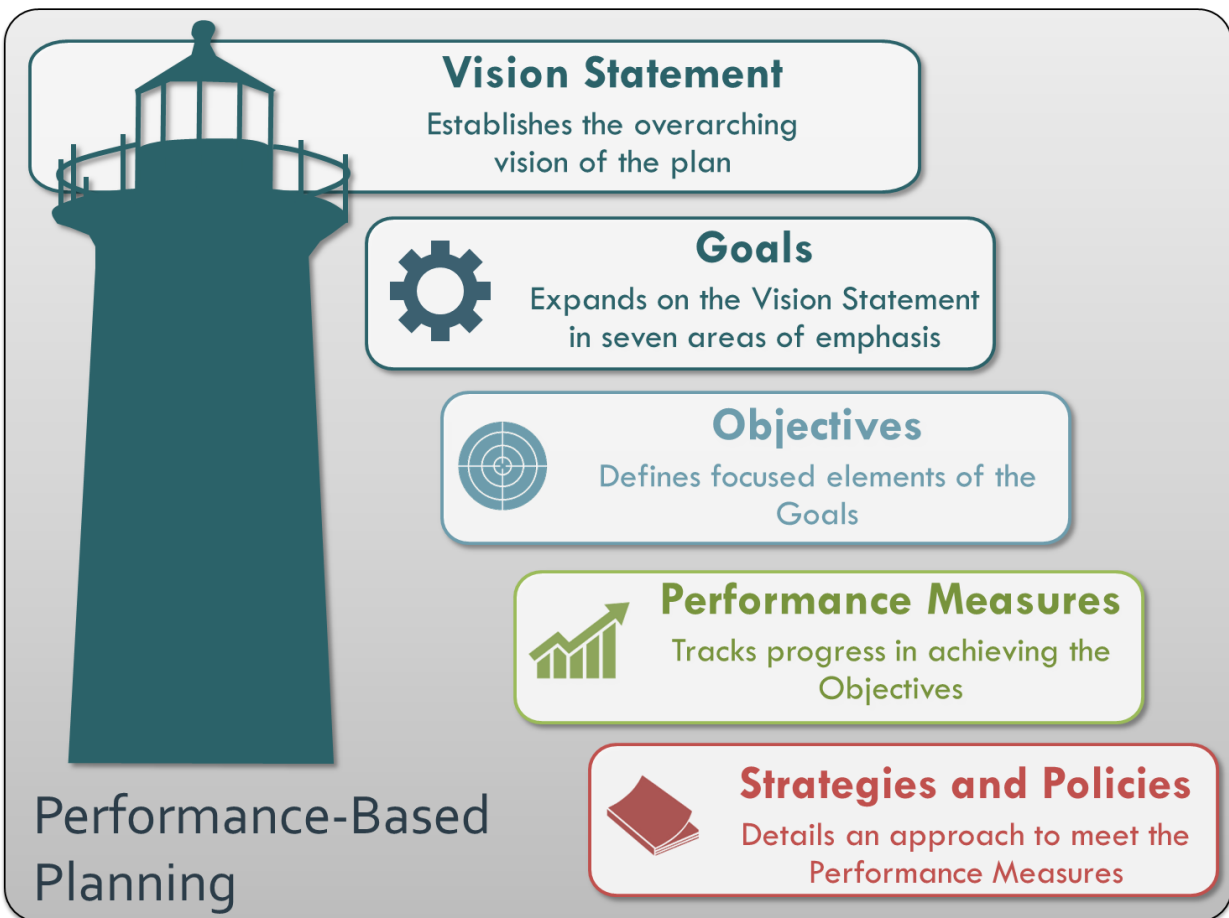 Vision Statement
Establishes the overarching
vision of the plan
Goals
Expands on the Vision Statement
in seven areas of emphasis
Objectives
Defines focused elements of the
Goals
Performance Measures
Tracks progress in achieving the
Objectives
Strategies and Policies
Details an approach to meet the
Performance Measures
Performance-Based
Planning